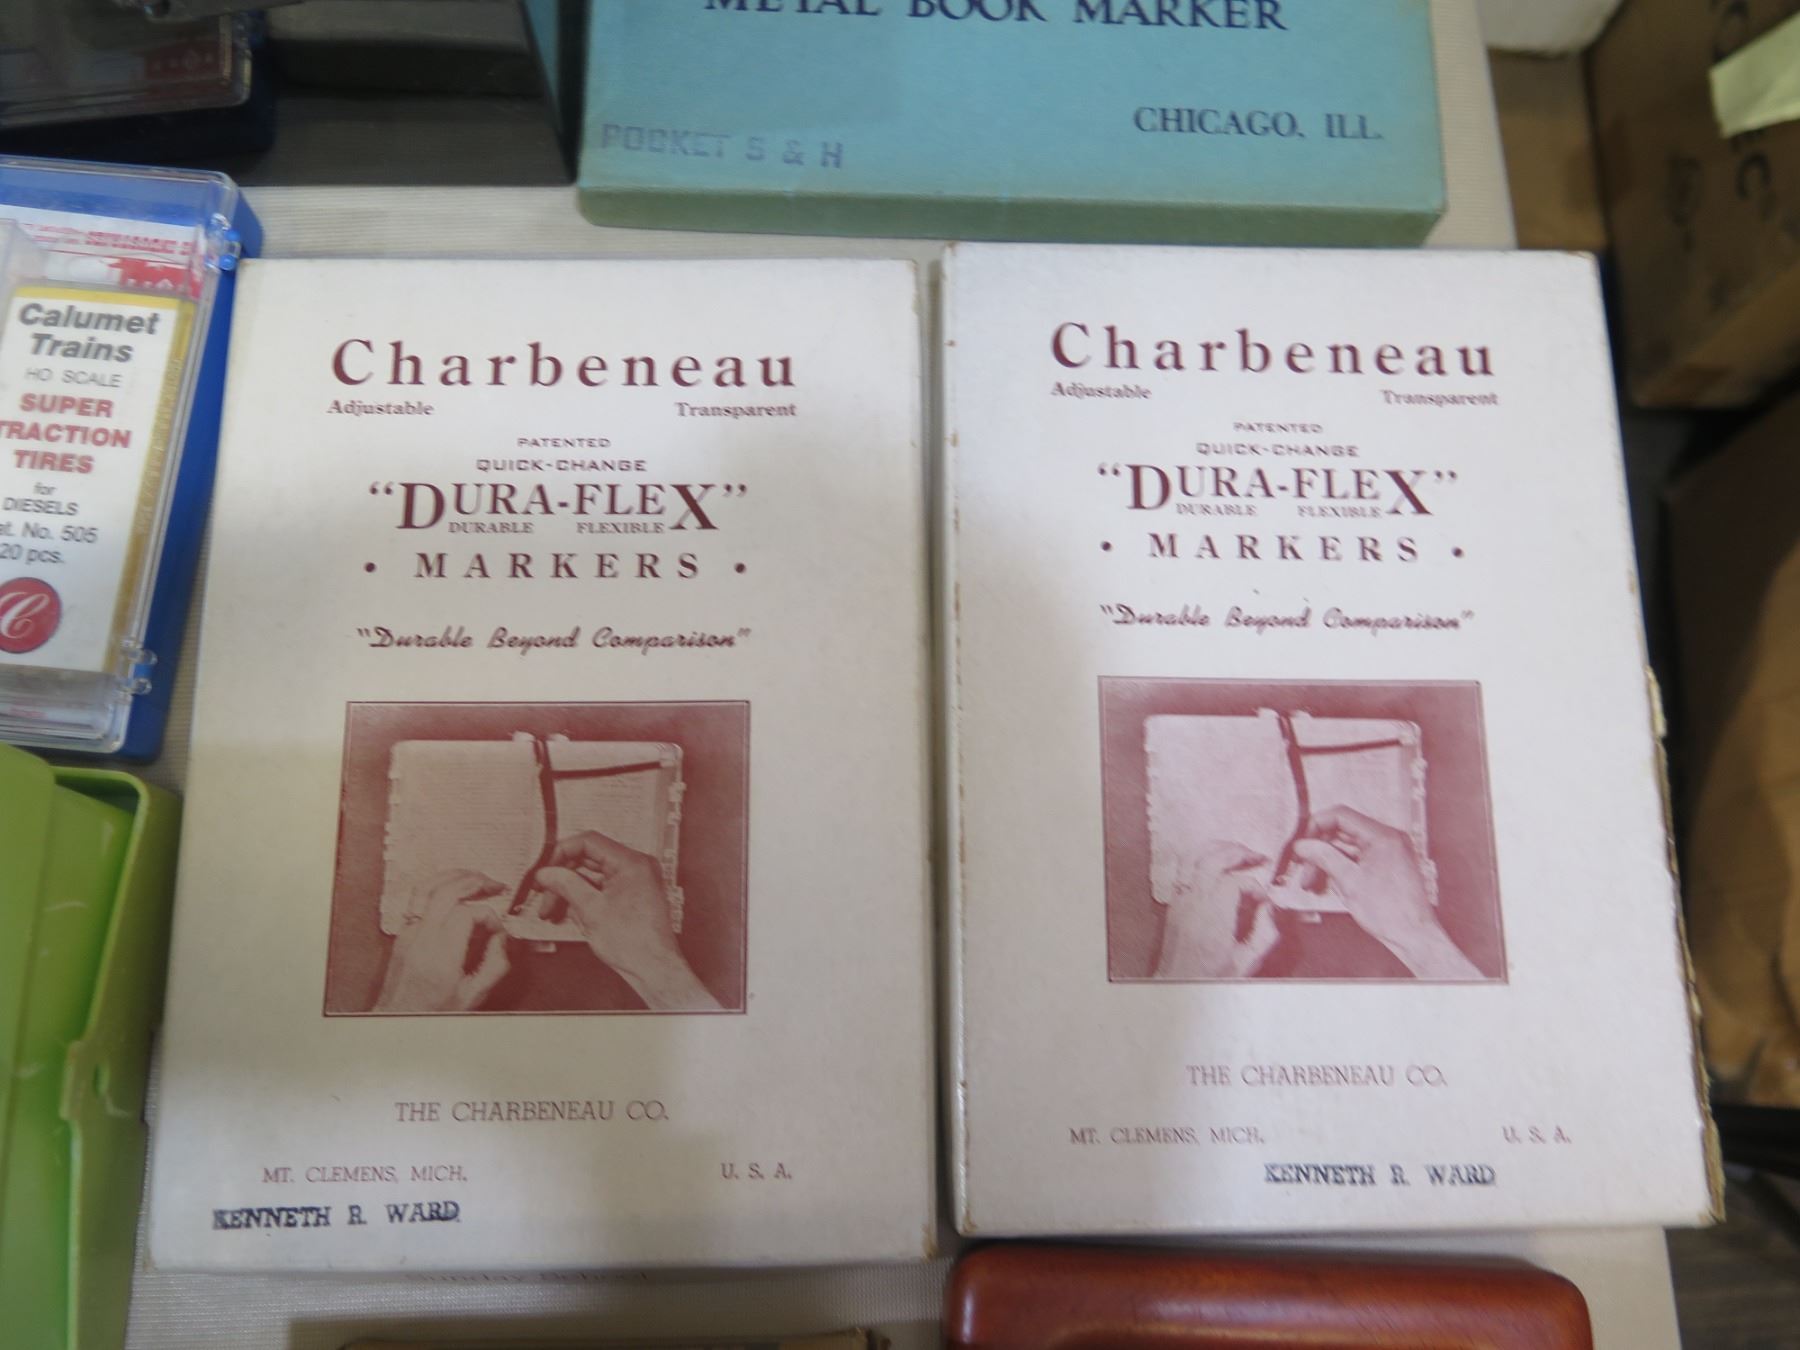 METAL BOOK MARKER
CHICAGO, ILL.
POCKET S & H
Calumet
Trains
HO SCALE
SUPER
TRACTION
TIRES
for
DIESELS
No. 505
20 pcs.
C
Charbeneau
Adjustable Transparent
PATENTED
QUICK-CHANGE
"DURA-FLEX"
DURABLE FLEXIBLE
• MARKERS •
"Durable Beyond Comparison"
THE CHARBENEAU CO.
MT. CLEMENS, MICH. U. S. A.
KENNETH R. WARD
Charbeneau
Adjustable Transparent
PATENTED
QUICK-CHANGE
"DURA-FLEX"
DURABLE FLEXIBLE
• MARKERS •
"Durable Beyond Comparison"
THE CHARBENEAU CO.
MT. CLEMENS, MICH. U. S. A.
KENNETH R. WARD